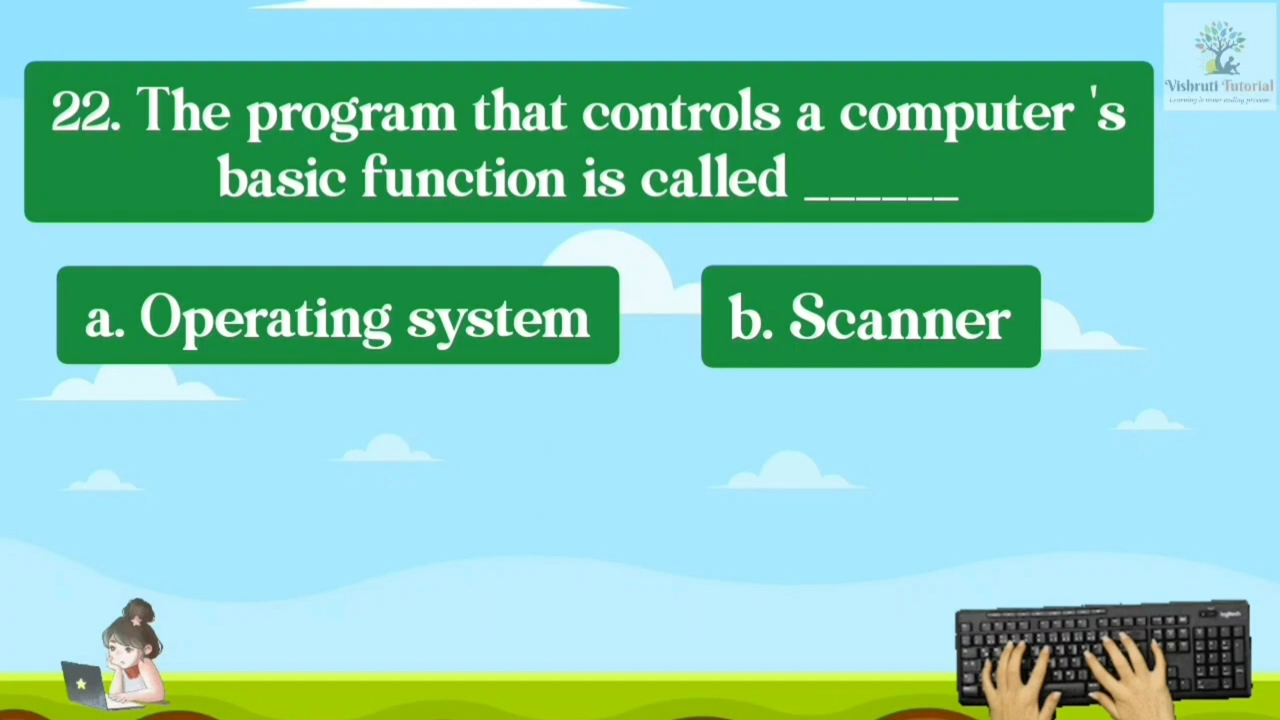 22. The program that controls a computer 's
basic function is called ______
a. Operating system
b. Scanner
Vishruti Tutorial